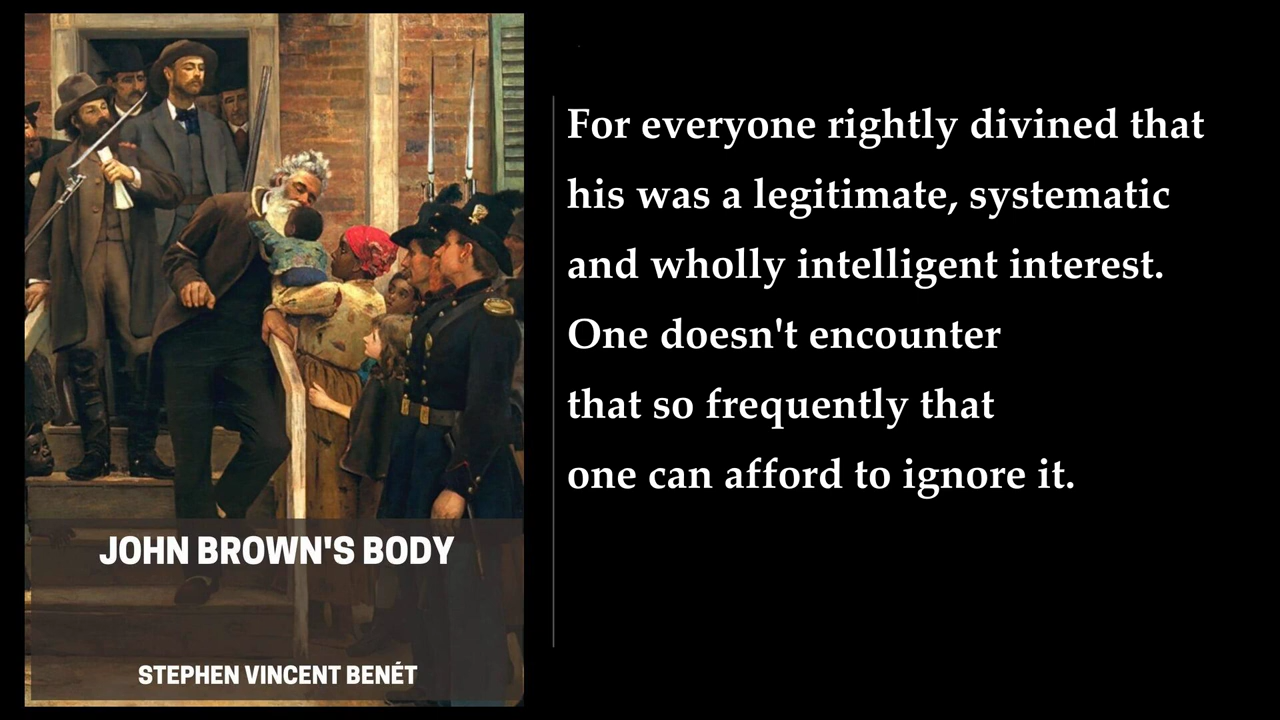 For everyone rightly divined that
his was a legitimate, systematic
and wholly intelligent interest.
One doesn't encounter
that so frequently that
one can afford to ignore it.
JOHN BROWN'S BODY
STEPHEN VINCENT BENÉT